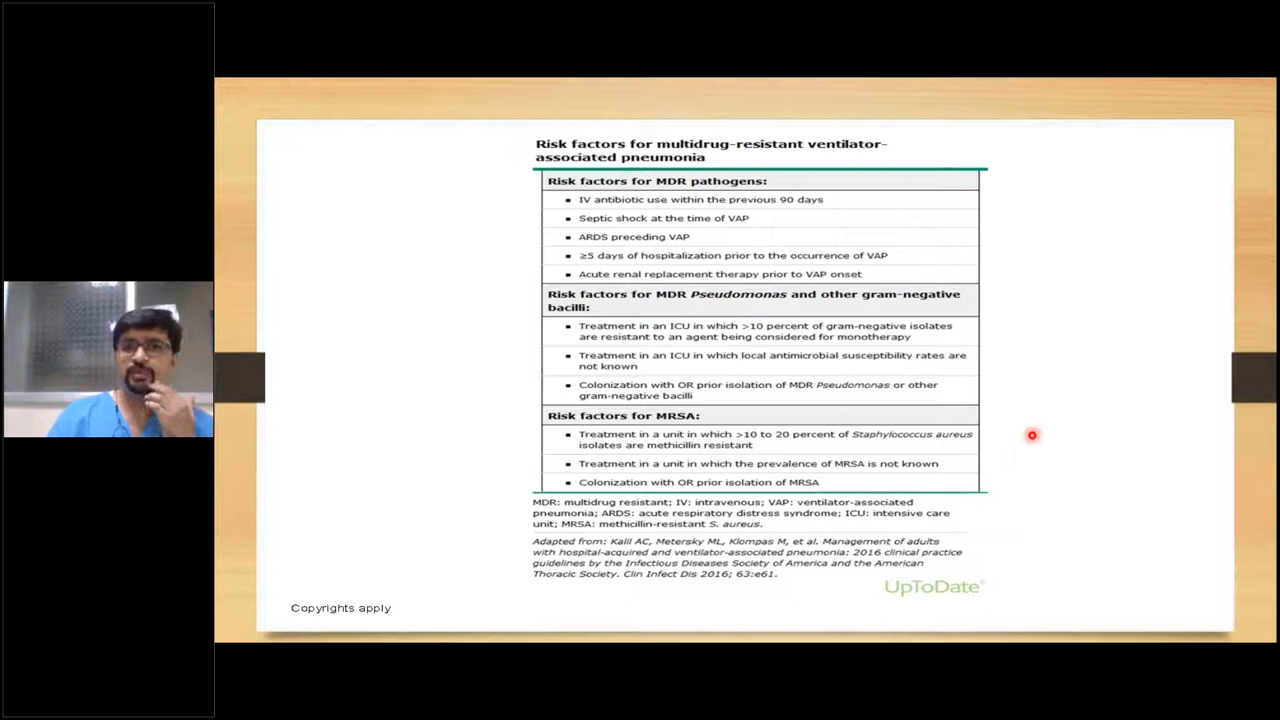 Risk factors for multidrug-resistant ventilator-
associated pneumonia
Risk factors for MDR pathogens:
▪ IV antibiotic use within the previous 90 days
▪ Septic shock at the time of VAP
▪ ARDS preceding VAP
▪ ≥5 days of hospitalization prior to the occurrence of VAP
▪ Acute renal replacement therapy prior to VAP onset
Risk factors for MDR Pseudomonas and other gram-negative
bacilli:
▪ Treatment in an ICU in which >10 percent of gram-negative isolates
are resistant to an agent being considered for monotherapy
▪ Treatment in an ICU in which local antimicrobial susceptibility rates are
not known
▪ Colonization with OR prior isolation of MDR Pseudomonas or other
gram-negative bacilli
Risk factors for MRSA:
▪ Treatment in a unit in which >10 to 20 percent of Staphylococcus aureus
isolates are methicillin resistant
▪ Treatment in a unit in which the prevalence of MRSA is not known
▪ Colonization with OR prior isolation of MRSA
MDR: multidrug resistant; IV: intravenous; VAP: ventilator-associated
pneumonia; ARDS: acute respiratory distress syndrome; ICU: intensive care
unit; MRSA: methicillin-resistant S. aureus.
Adapted from: Kalil AC, Metersky ML, Klompas M, et al. Management of adults
with hospital-acquired and ventilator-associated pneumonia: 2016 clinical practice
guidelines by the Infectious Diseases Society of America and the American
Thoracic Society. Clin Infect Dis 2016; 63:e61.
UpToDate®
Copyrights apply